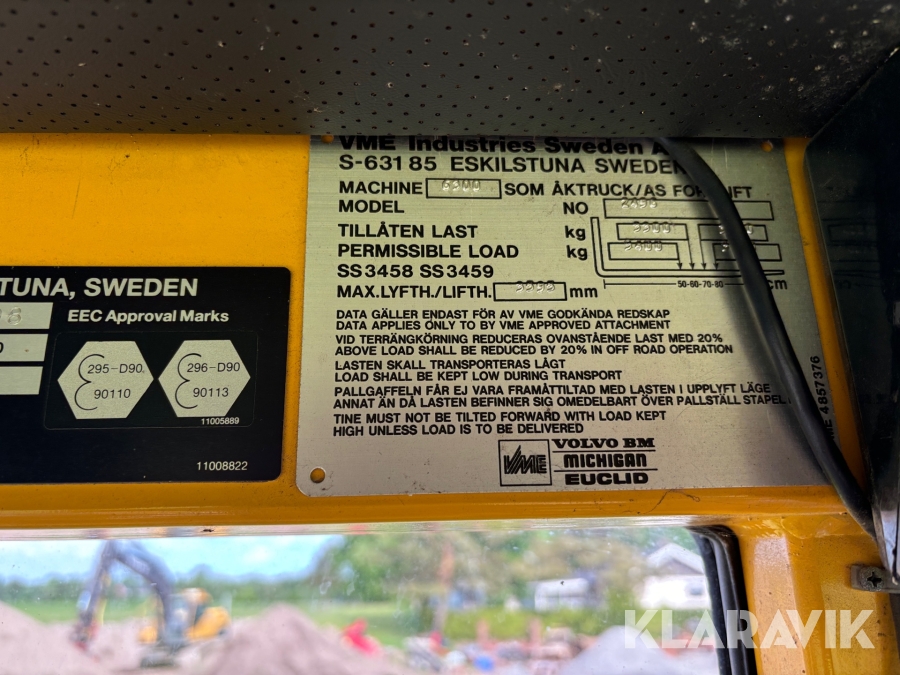 VME Industries Sweden A
S-631 85 ESKILSTUNA SWEDEN
MACHINE 6300 SOM ÅKTRUCK/AS FORKLIFT
MODEL NO
TILLÅTEN LAST kg
PERMISSIBLE LOAD kg
SS3458 SS3459
50-60-70-80 cm
MAX.LYFTH./LIFTH. mm
DATA GÄLLER ENDAST FÖR AV VME GODKÄNDA REDSKAP
DATA APPLIES ONLY TO BY VME APPROVED ATTACHMENT
VID TERRÄNGKÖRNING REDUCERAS OVANSTÅENDE LAST MED 20%
ABOVE LOAD SHALL BE REDUCED BY 20% IN OFF ROAD OPERATION
LASTEN SKALL TRANSPORTERAS LÅGT
LOAD SHALL BE KEPT LOW DURING TRANSPORT
PALLGAFFELN FÅR EJ VARA FRAMÅTTILTAD MED LASTEN I UPPLYFT LÄGE
ANNAT ÄN DÅ LASTEN BEFINNER SIG OMEDELBART ÖVER PALLSTÄLL STAPEL
TINE MUST NOT BE TILTED FORWARD WITH LOAD KEPT
HIGH UNLESS LOAD IS TO BE DELIVERED
VME
VOLVO BM
MICHIGAN
EUCLID
VME 4857376
TUNA, SWEDEN
EEC Approval Marks
295-D90.
90110
296-D90
90113
11005889
11008822
KLARAVIK